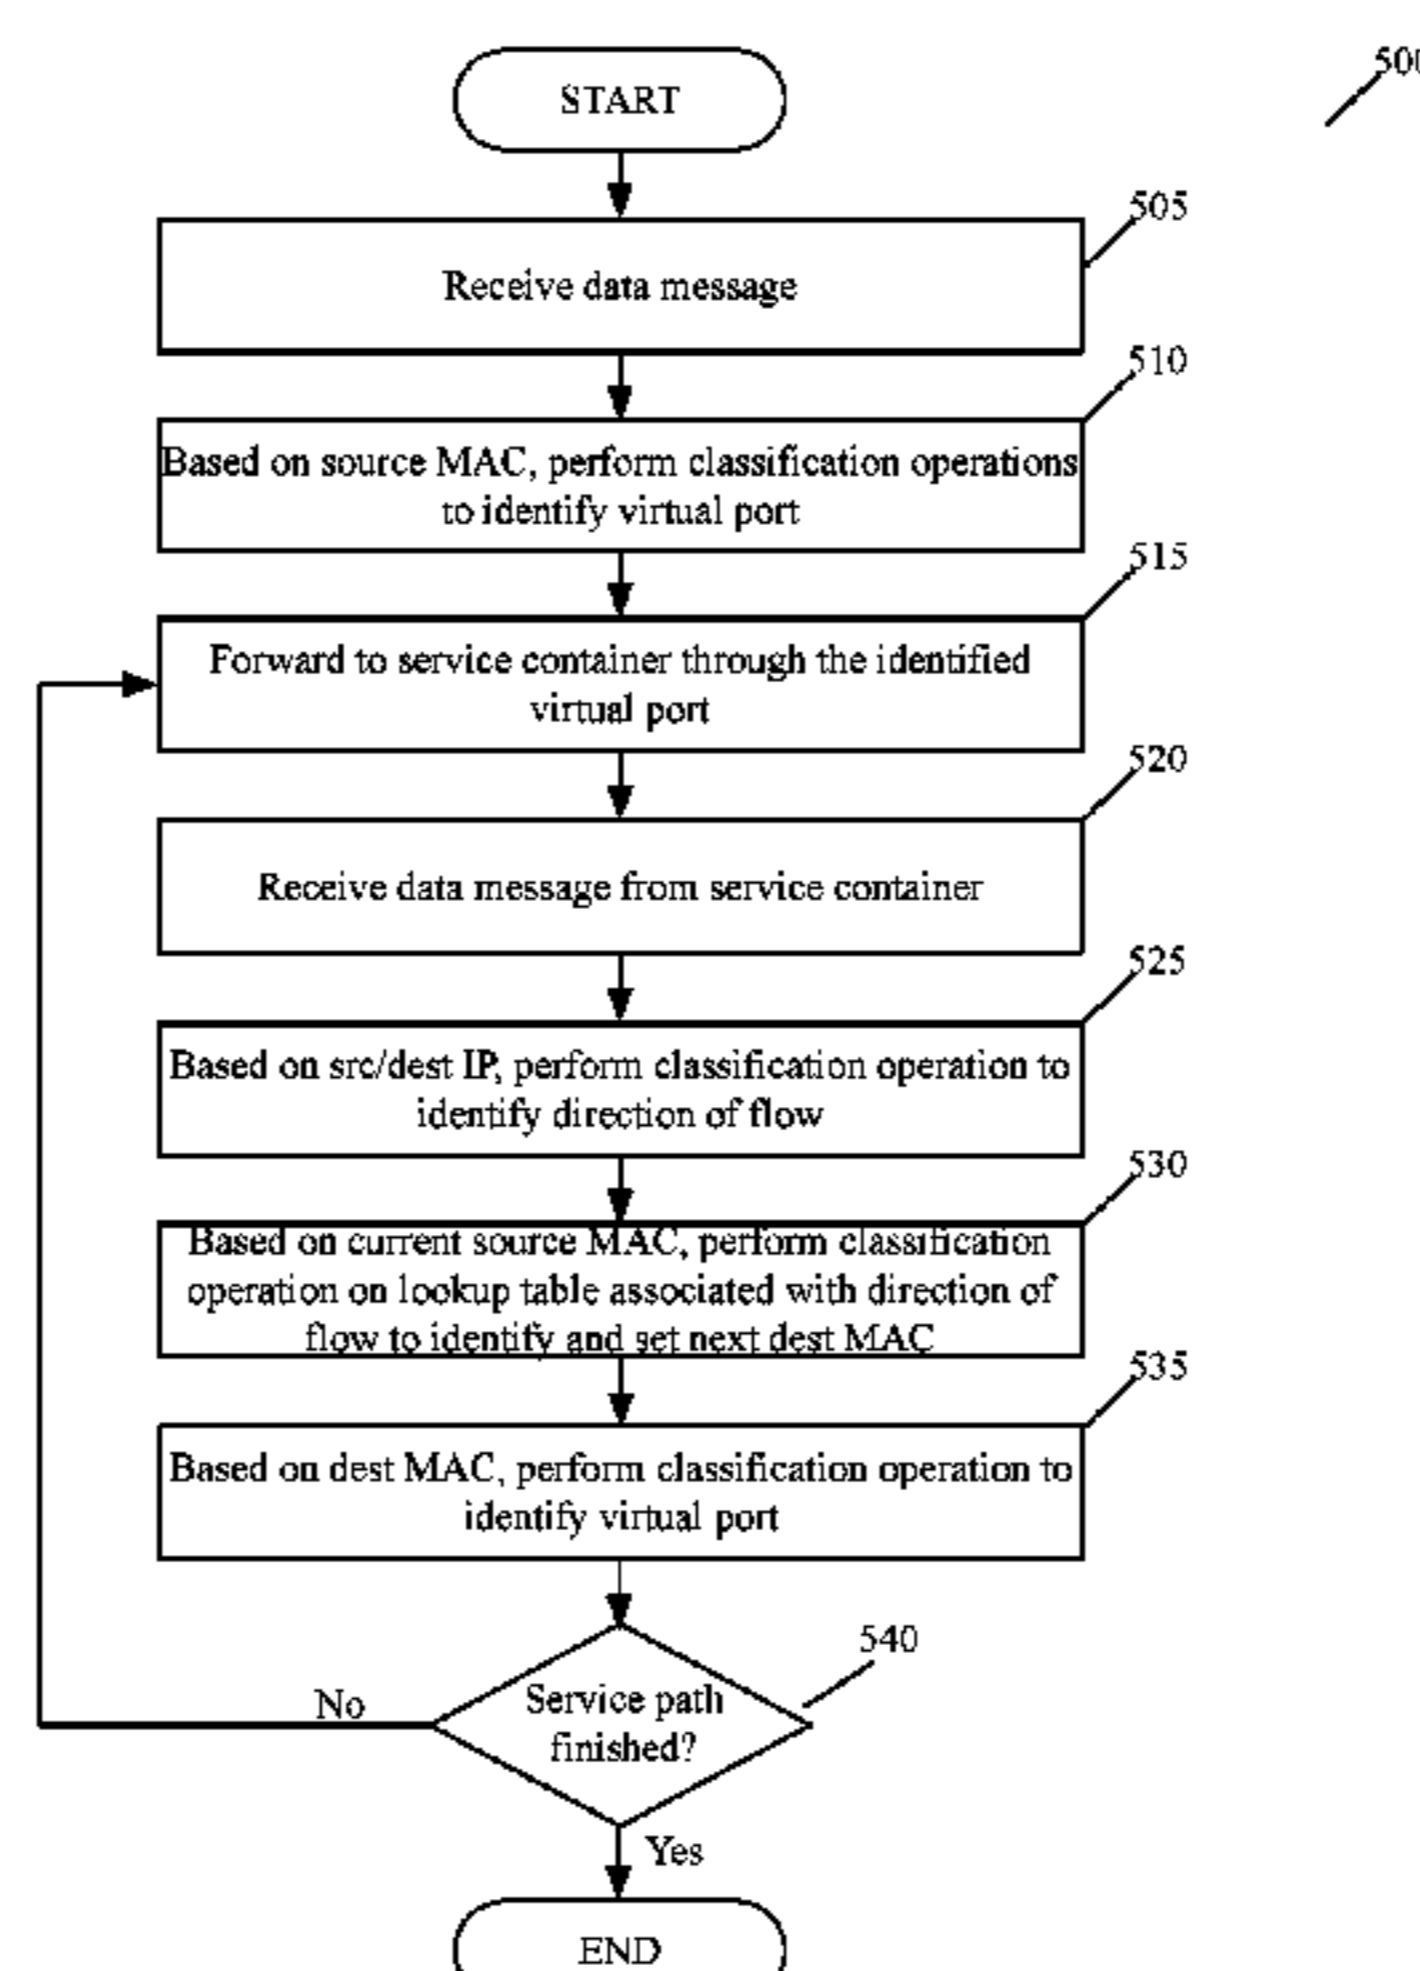 START
500
505
Receive data message
510
Based on source MAC, perform classification operations
to identify virtual port
515
Forward to service container through the identified
virtual port
520
Receive data message from service container
525
Based on src/dest IP, perform classification operation to
identify direction of flow
530
Based on current source MAC, perform classification
operation on lookup table associated with direction of
flow to identify and set next dest MAC
535
Based on dest MAC, perform classification operation to
identify virtual port
540
Service path
finished?
No
Yes
END